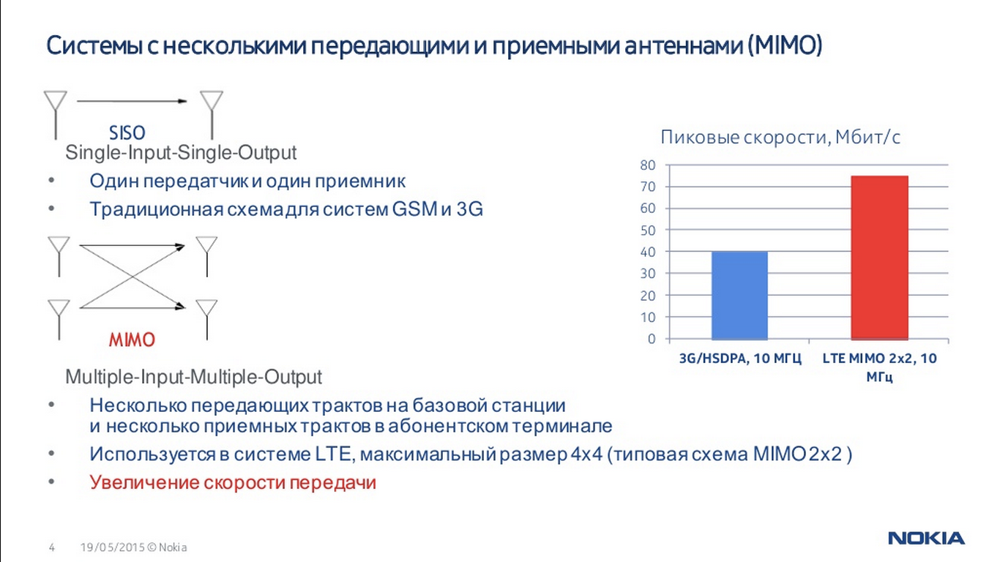 Системы с несколькими передающими и приемными антеннами (MIMO)
SISO
Single-Input-Single-Output
• Один передатчик и один приемник
• Традиционная схема для систем GSM и 3G
MIMO
Multiple-Input-Multiple-Output
• Несколько передающих трактов на базовой станции
и несколько приемных трактов в абонентском терминале
• Используется в системе LTE, максимальный размер 4x4 (типовая схема MIMO 2x2 )
• Увеличение скорости передачи
Пиковые скорости, Мбит/с
80
70
60
50
40
30
20
10
0
3G/HSDPA, 10 МГЦ
LTE MIMO 2x2, 10
МГц
4 19/05/2015 © Nokia
NOKIA